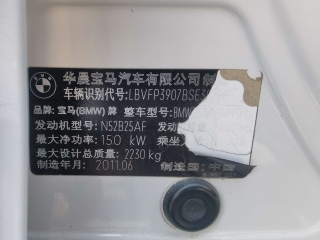 华晨宝马汽车有限公司 制
车辆识别代号: LBVFP3907BSE3
品牌: 宝马(BMW) 牌 整车型号: BMW
发动机型号: N52B25AF 发动
最大净功率: 150 kW 乘坐
最大设计总质量: 2230 kg
制造年月: 2011.06 制造国: 中国